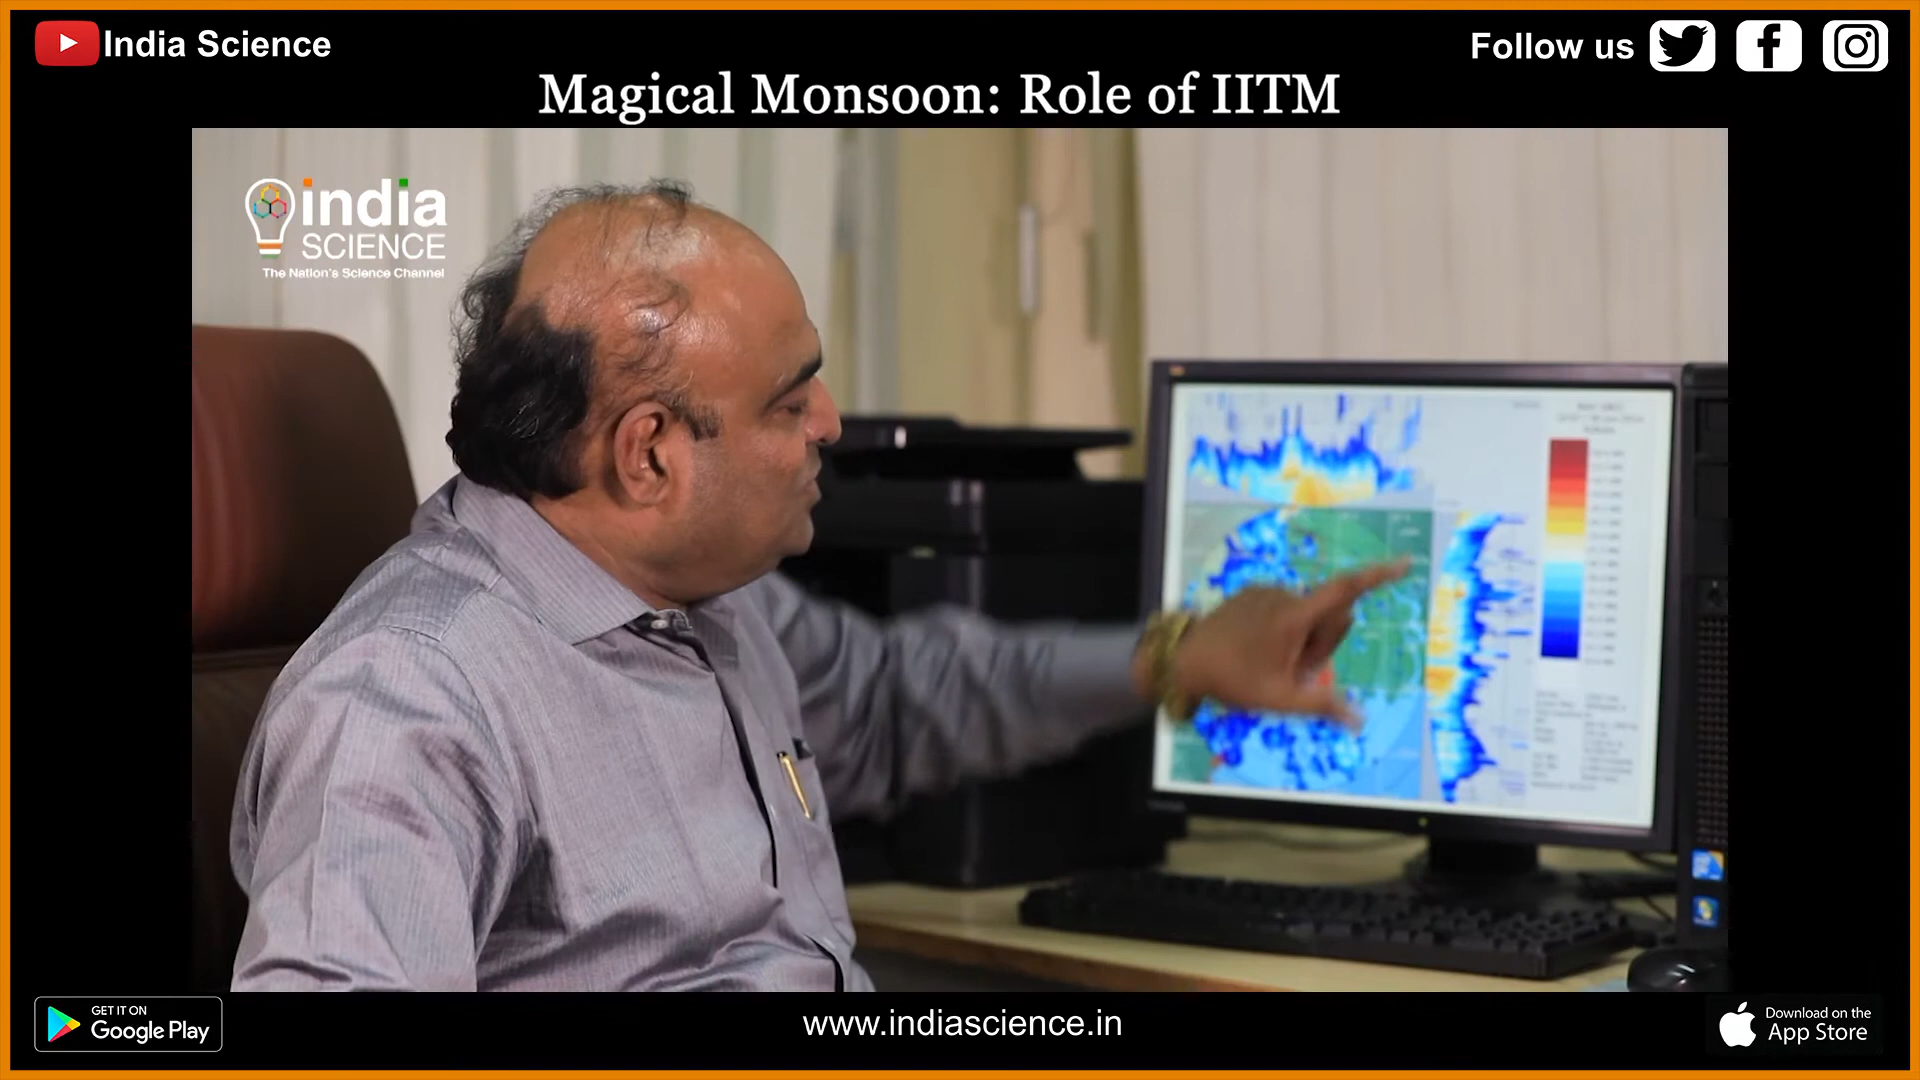 India Science
Follow us
Magical Monsoon: Role of IITM
india
SCIENCE
The Nation's Science Channel
GET IT ON
Google Play
www.indiascience.in
Download on the
App Store